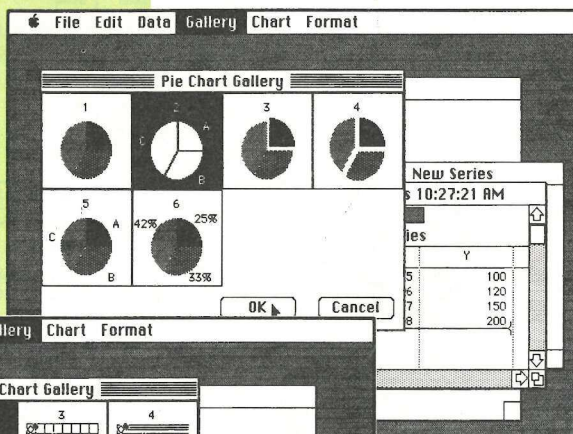 File Edit Data Gallery Chart Format
Pie Chart Gallery
1 2 3 4
C A B
5 6
C A B
42% 25% 33%
New Series
s 10:27:21 AM
ies
Y
5 100
6 120
7 150
8 200
OK Cancel
llery Chart Format
Chart Gallery
3 4